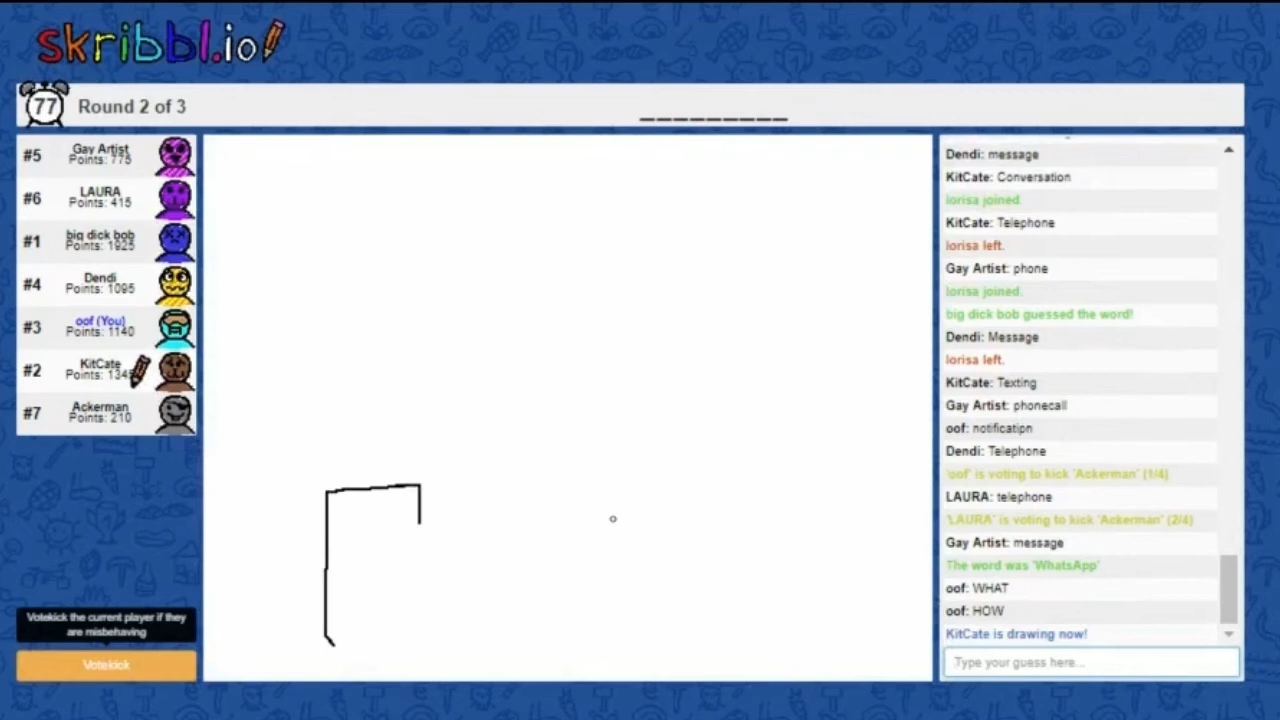 skribbl.io
77
Round 2 of 3
_________
#5
Gay Artist
Points: 775
#6
LAURA
Points: 415
#1
big dick bob
Points: 1925
#4
Dendi
Points: 1095
#3
oof (You)
Points: 1140
#2
KitCate
Points: 1345
#7
Ackerman
Points: 210
Votekick the current player if they
are misbehaving
Votekick
Dendi: message
KitCate: Conversation
lorisa joined.
KitCate: Telephone
lorisa left.
Gay Artist: phone
lorisa joined.
big dick bob guessed the word!
Dendi: Message
lorisa left.
KitCate: Texting
Gay Artist: phonecall
oof: notificatipn
Dendi: Telephone
'oof' is voting to kick 'Ackerman' (1/4)
LAURA: telephone
'LAURA' is voting to kick 'Ackerman' (2/4)
Gay Artist: message
The word was 'WhatsApp'
oof: WHAT
oof: HOW
KitCate is drawing now!
Type your guess here...